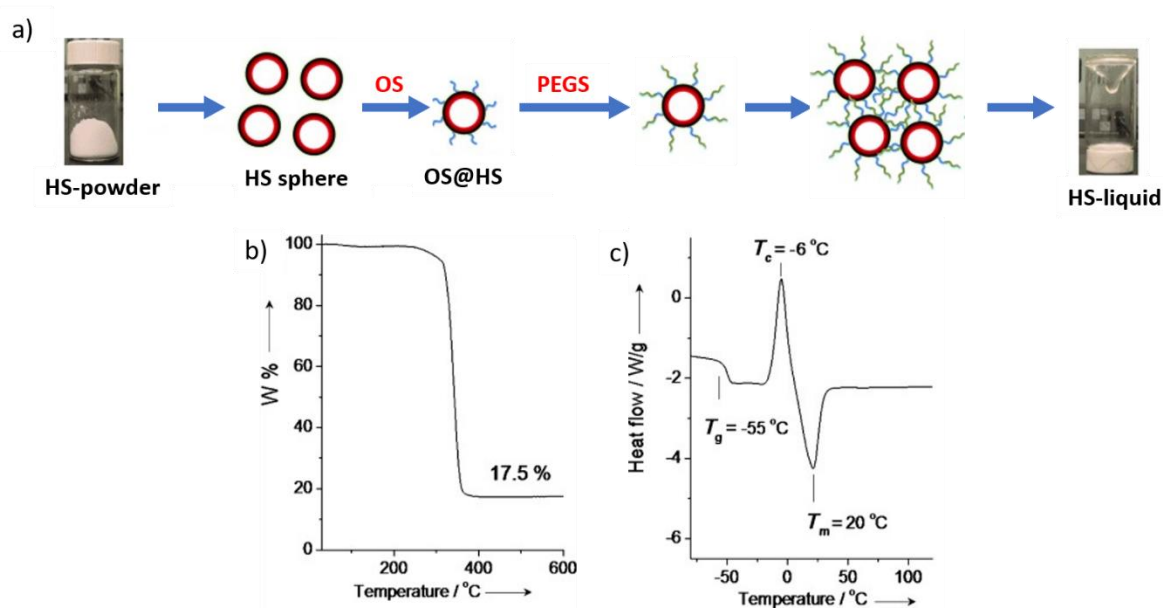 a)
OS
PEGS
HS-powder
HS sphere
OS@HS
HS-liquid
b)
100
80
60
40
20
0
W %
17.5 %
200
400
600
Temperature / °C
c)
0
-2
-4
-6
Heat flow / W/g
Tc = -6 °C
Tg = -55 °C
Tm = 20 °C
-50
0
50
100
Temperature / °C